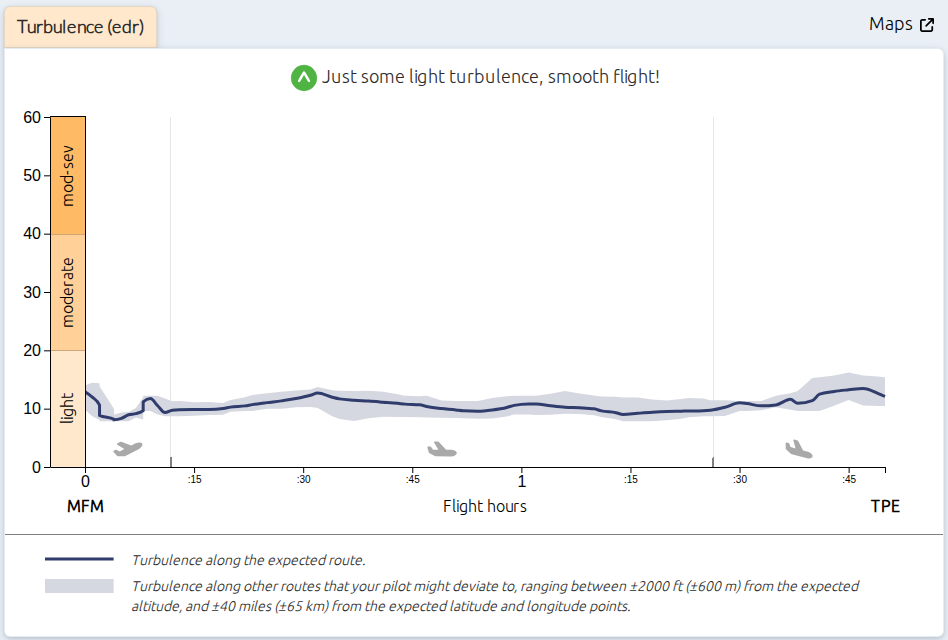 Turbulence (edr)
Maps
Just some light turbulence, smooth flight!
60
50
40
30
20
10
0
mod-sev
moderate
light
0
:15
:30
:45
1
:15
:30
:45
MFM
Flight hours
TPE
Turbulence along the expected route.
Turbulence along other routes that your pilot might deviate to, ranging between ±2000 ft (±600 m) from the expected
altitude, and ±40 miles (±65 km) from the expected latitude and longitude points.